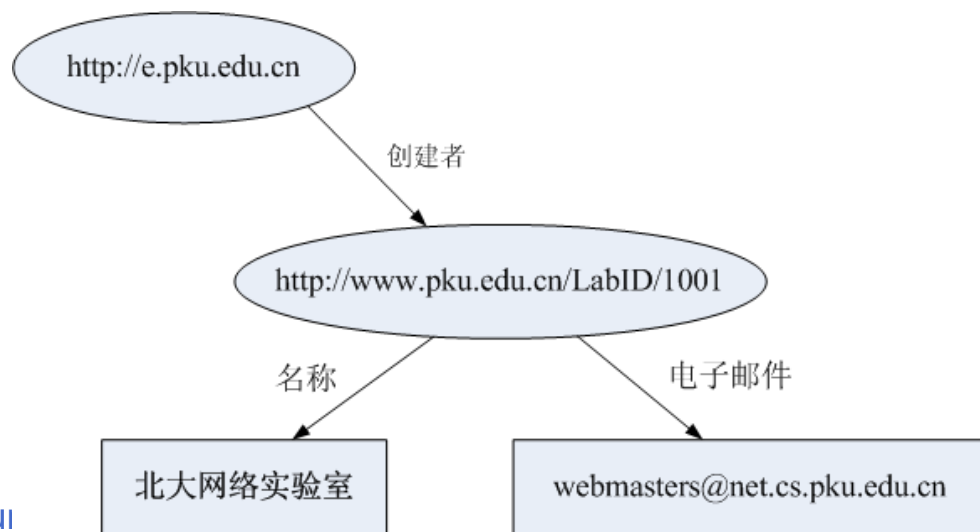 http://e.pku.edu.cn
创建者
http://www.pku.edu.cn/LabID/1001
名称
电子邮件
北大网络实验室
webmasters@net.cs.pku.edu.cn